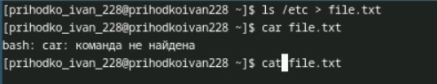 [prihodko_ivan_228@prihodkoivan228 ~]$ ls /etc > file.txt
[prihodko_ivan_228@prihodkoivan228 ~]$ car file.txt
bash: car: команда не найдена
[prihodko_ivan_228@prihodkoivan228 ~]$ cat file.txt